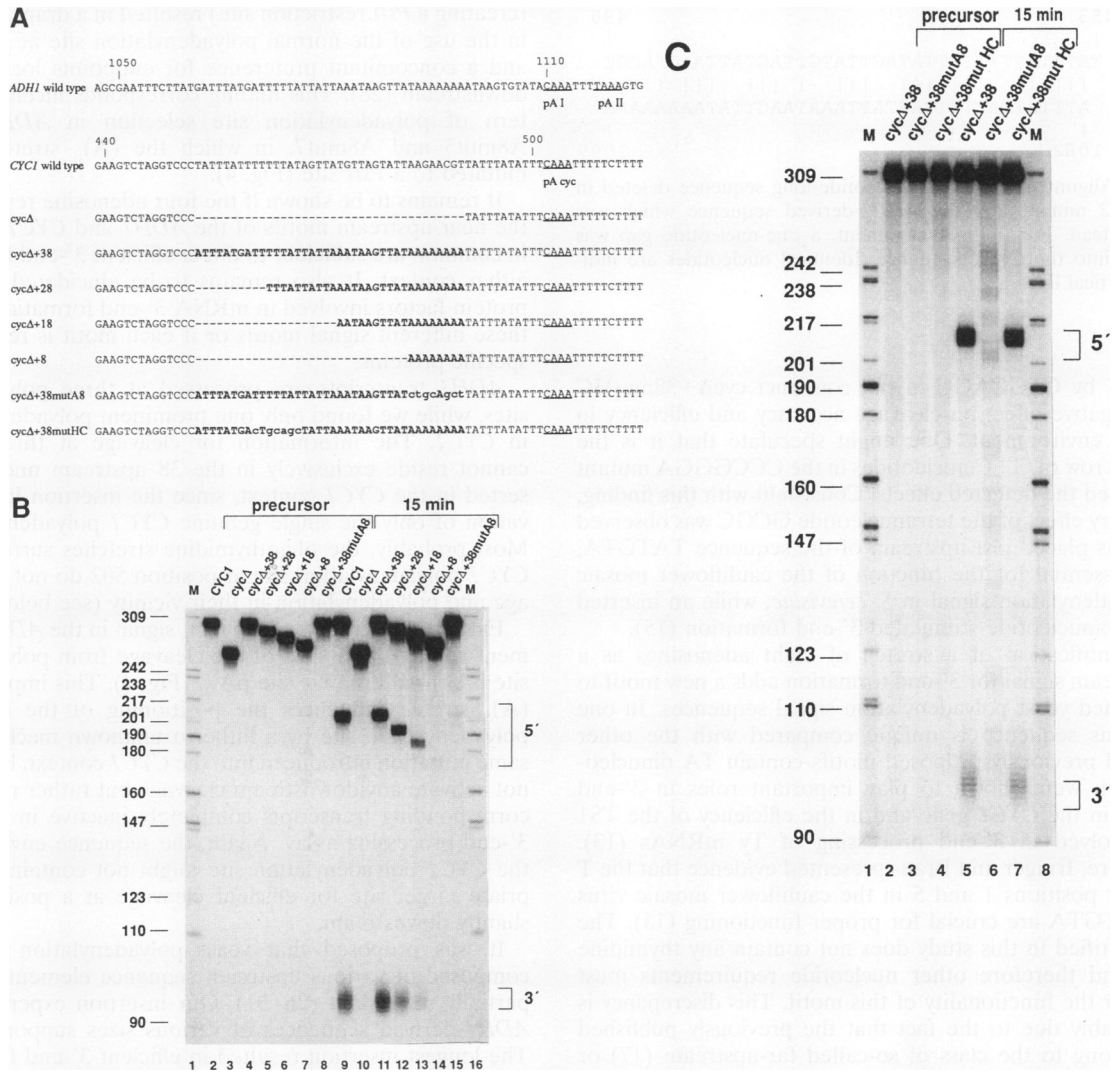 A
1050 1110
ADH1 wild type AGCGAATTTCTTATGATTTATGATTTTTATTATTAAATAAGTTATAAAAAAAATAAGTGTATACAAATTTTAAAGTG
pA I pA II
440 500
CYC1 wild type GAAGTCTAGGTCCCTATTTATTTTTTTATAGTTATGTTAGTATTAAGAACGTTATTTATATTTCAAATTTTTCTTTT
pA cyc
cycΔ GAAGTCTAGGTCCC--------------------------------------TATTTATATTTCAAATTTTTCTTTT
cycΔ+38 GAAGTCTAGGTCCCATTTATGATTTTTATTATTAAATAAGTTATAAAAAAAATATTTATATTTCAAATTTTTCTTTT
cycΔ+28 GAAGTCTAGGTCCC----------TTTATTATTAAATAAGTTATAAAAAAAATATTTATATTTCAAATTTTTCTTTT
cycΔ+18 GAAGTCTAGGTCCC--------------------AATAAGTTATAAAAAAAATATTTATATTTCAAATTTTTCTTTT
cycΔ+8 GAAGTCTAGGTCCC------------------------------AAAAAAAATATTTATATTTCAAATTTTTCTTTT
cycΔ+38mutA8 GAAGTCTAGGTCCCATTTATGATTTTTATTATTAAATAAGTTATctgcAgctTATTTATATTTCAAATTTTTCTTTT
cycΔ+38mutHC GAAGTCTAGGTCCCATTTATGAcTgcagcTATTAAATAAGTTATAAAAAAAATATTTATATTTCAAATTTTTCTTTT
B
precursor 15 min
M CYC1 cycΔ cycΔ+38 cycΔ+28 cycΔ+18 cycΔ+8 cycΔ+38mutA8 CYC1 cycΔ cycΔ+38 cycΔ+28 cycΔ+18 cycΔ+8 cycΔ+38mutA8 M
309
242
238
217
201
190
180
160
147
123
110
90
5´
3´
1 2 3 4 5 6 7 8 9 10 11 12 13 14 15 16
C
precursor 15 min
M cycΔ+38 cycΔ+38mutA8 cycΔ+38mut HC cycΔ+38 cycΔ+38mutA8 cycΔ+38mut HC M
309
242
238
217
201
190
180
160
147
123
110
90
5´
3´
1 2 3 4 5 6 7 8